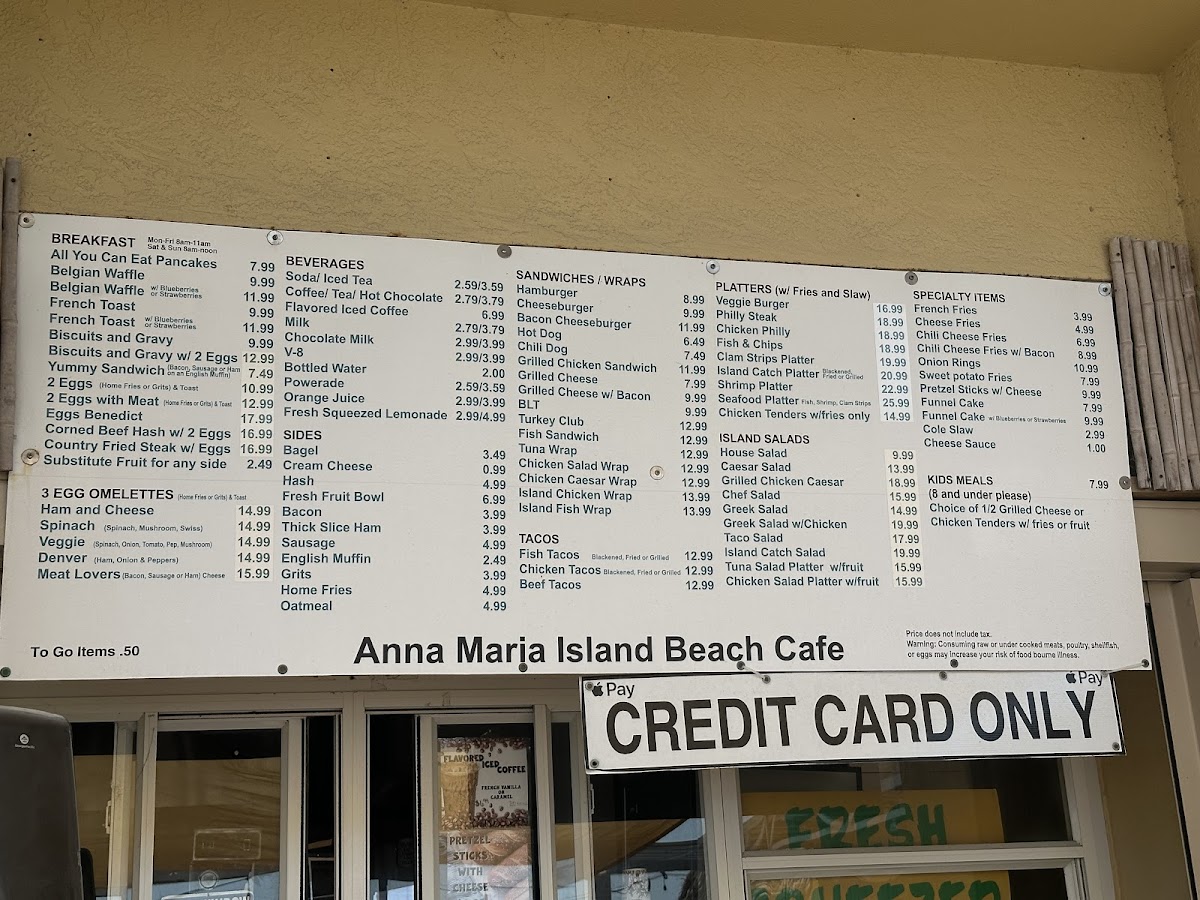 BREAKFAST Mon-Fri 8am-11am
Sat & Sun 8am-noon
All You Can Eat Pancakes 7.99
Belgian Waffle 9.99
Belgian Waffle w/ Blueberries or Strawberries 11.99
French Toast 9.99
French Toast w/ Blueberries or Strawberries 11.99
Biscuits and Gravy 9.99
Biscuits and Gravy w/ 2 Eggs 12.99
Yummy Sandwich (Bacon, Sausage or Ham on an English Muffin) 7.49
2 Eggs (Home Fries or Grits) & Toast 10.99
2 Eggs with Meat (Home Fries or Grits) & Toast 12.99
Eggs Benedict 17.99
Corned Beef Hash w/ 2 Eggs 16.99
Country Fried Steak w/ Eggs 16.99
Substitute Fruit for any side 2.49
3 EGG OMELETTES (Home Fries or Grits) & Toast
Ham and Cheese 14.99
Spinach (Spinach, Mushroom, Swiss) 14.99
Veggie (Spinach, Onion, Tomato, Pep, Mushroom) 14.99
Denver (Ham, Onion & Peppers) 14.99
Meat Lovers (Bacon, Sausage or Ham) Cheese 15.99
To Go Items .50
BEVERAGES
Soda/ Iced Tea 2.59/3.59
Coffee/ Tea/ Hot Chocolate 2.79/3.79
Flavored Iced Coffee 6.99
Milk 2.79/3.79
Chocolate Milk 2.99/3.99
V-8 2.99/3.99
Bottled Water 2.00
Powerade 2.59/3.59
Orange Juice 2.99/3.99
Fresh Squeezed Lemonade 2.99/4.99
SIDES
Bagel 3.49
Cream Cheese 0.99
Hash 4.99
Fresh Fruit Bowl 6.99
Bacon 3.99
Thick Slice Ham 3.99
Sausage 4.99
English Muffin 2.49
Grits 3.99
Home Fries 4.99
Oatmeal 4.99
SANDWICHES / WRAPS
Hamburger 8.99
Cheeseburger 9.99
Bacon Cheeseburger 11.99
Hot Dog 6.49
Chili Dog 7.49
Grilled Chicken Sandwich 11.99
Grilled Cheese 7.99
Grilled Cheese w/ Bacon 9.99
BLT 9.99
Turkey Club 12.99
Fish Sandwich 12.99
Tuna Wrap 12.99
Chicken Salad Wrap 12.99
Chicken Caesar Wrap 12.99
Island Chicken Wrap 13.99
Island Fish Wrap 13.99
TACOS
Fish Tacos Blackened, Fried or Grilled 12.99
Chicken Tacos Blackened, Fried or Grilled 12.99
Beef Tacos 12.99
PLATTERS (w/ Fries and Slaw)
Veggie Burger 16.99
Philly Steak 18.99
Chicken Philly 18.99
Fish & Chips 18.99
Clam Strips Platter 19.99
Island Catch Platter Blackened, Fried or Grilled 20.99
Shrimp Platter 22.99
Seafood Platter Fish, Shrimp, Clam Strips 25.99
Chicken Tenders w/fries only 14.99
ISLAND SALADS
House Salad 9.99
Caesar Salad 13.99
Grilled Chicken Caesar 18.99
Chef Salad 15.99
Greek Salad 14.99
Greek Salad w/Chicken 19.99
Taco Salad 17.99
Island Catch Salad 19.99
Tuna Salad Platter w/fruit 15.99
Chicken Salad Platter w/fruit 15.99
SPECIALTY ITEMS
French Fries 3.99
Cheese Fries 4.99
Chili Cheese Fries 6.99
Chili Cheese Fries w/ Bacon 8.99
Onion Rings 10.99
Sweet potato Fries 7.99
Pretzel Sticks w/ Cheese 9.99
Funnel Cake 7.99
Funnel Cake w/ Blueberries or Strawberries 9.99
Cole Slaw 2.99
Cheese Sauce 1.00
KIDS MEALS 7.99
(8 and under please)
Choice of 1/2 Grilled Cheese or
Chicken Tenders w/ fries or fruit
Anna Maria Island Beach Cafe
Price does not include tax.
Warning: Consuming raw or under cooked meats, poultry, shellfish,
or eggs may increase your risk of food bourne illness.
Pay Pay
CREDIT CARD ONLY
FLAVORED ICED COFFEE
FRENCH VANILLA
OR
CARAMEL
PRETZEL
STICKS
WITH
CHEESE
FRESH
SQUEEZED